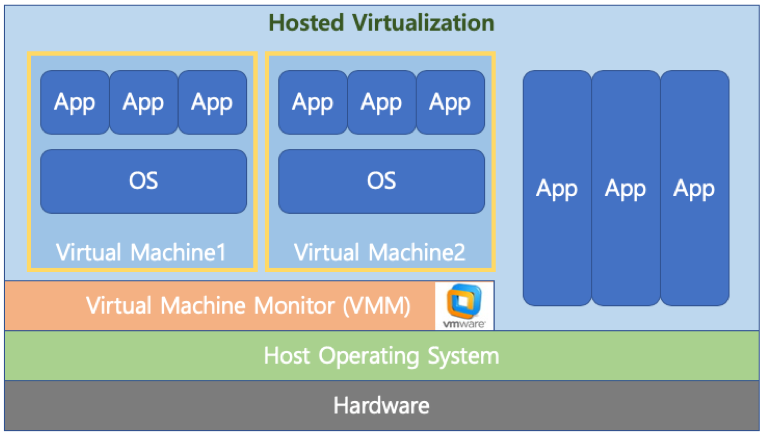 Hosted Virtualization
App App App
OS
Virtual Machine1
App App App
OS
Virtual Machine2
App App App
Virtual Machine Monitor (VMM)
vmware
Host Operating System
Hardware